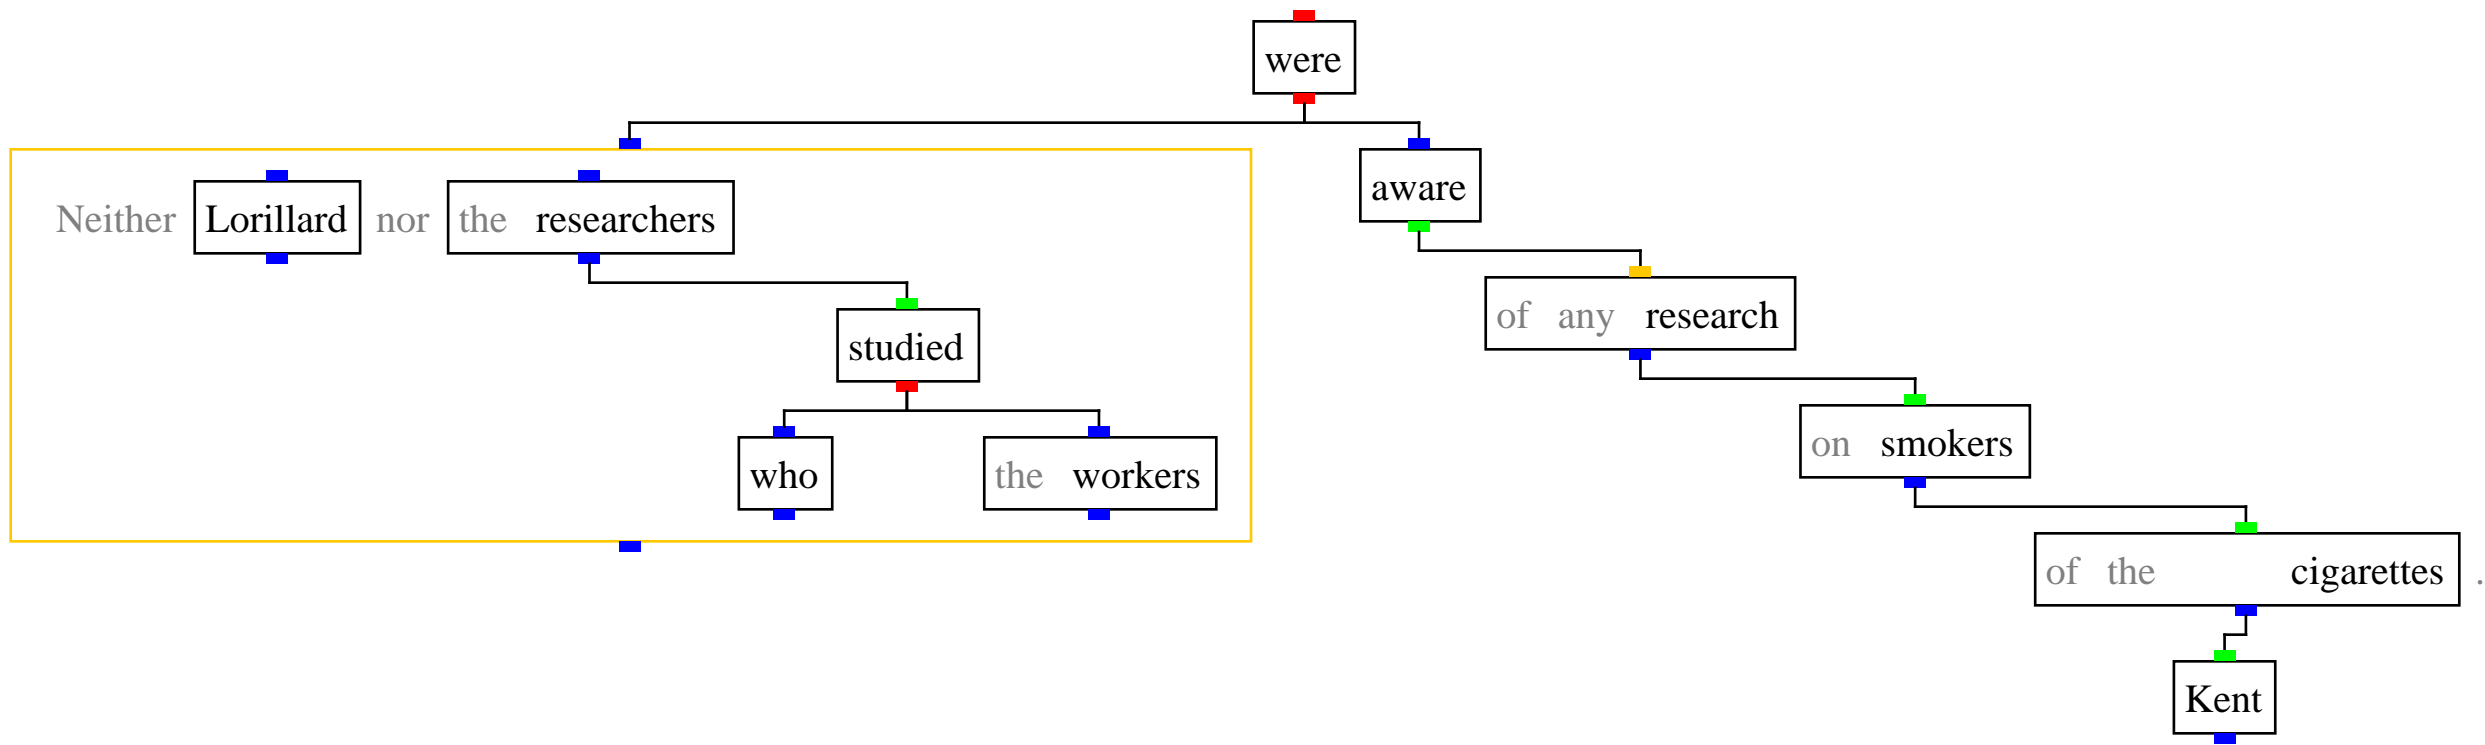 were
aware
Neither Lorillard nor the researchers
of any research
studied
on smokers
who the workers
of the cigarettes .
Kent